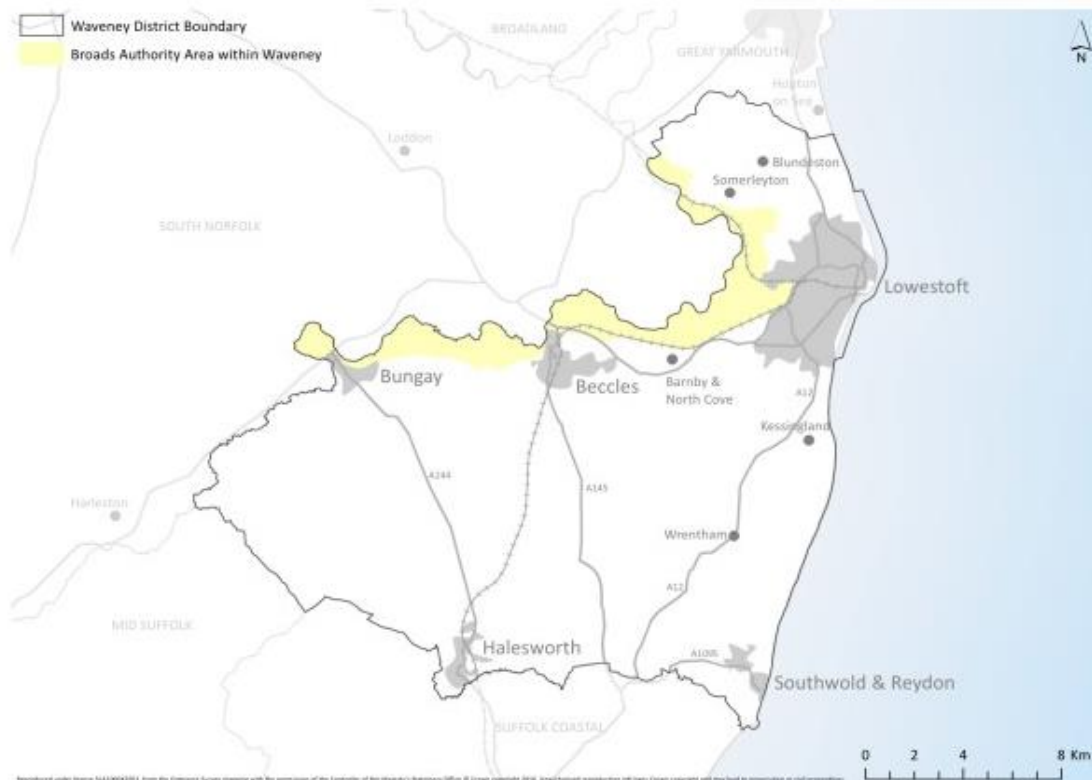 Waveney District Boundary
Broads Authority Area within Waveney
BROADLAND
GREAT YARMOUTH
N
Hopton
on Sea
Loddon
Blundeston
Somerleyton
SOUTH NORFOLK
Lowestoft
Bungay
Beccles
Barnby &
North Cove
A12
Kessingland
A144
A145
Harleston
Wrentham
A12
MID SUFFOLK
Halesworth
A1095
Southwold & Reydon
SUFFOLK COASTAL
0 2 4 8 Km